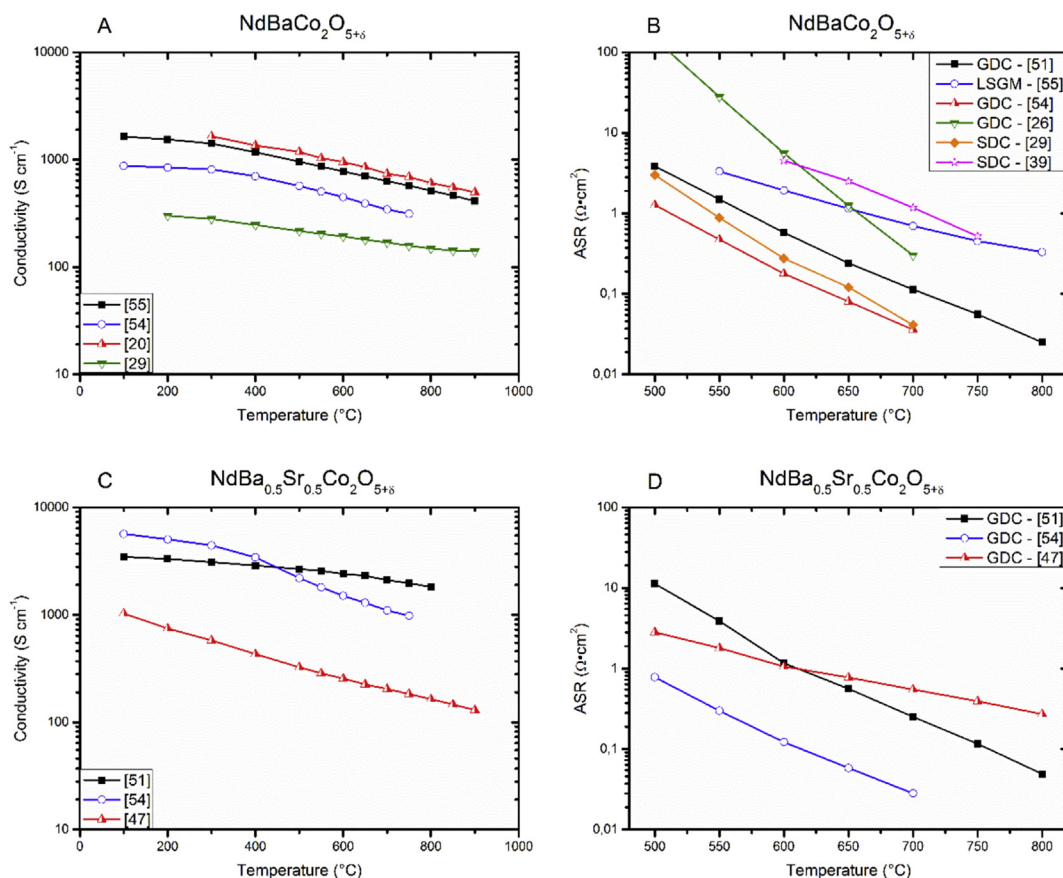 A
NdBaCo2O5+δ
10000
1000
100
10
Conductivity (S cm⁻¹)
[55]
[54]
[20]
[29]
0 200 400 600 800 1000
Temperature (°C)
B
NdBaCo2O5+δ
100
10
1
0,1
0,01
ASR (Ω•cm²)
GDC - [51]
LSGM - [55]
GDC - [54]
GDC - [26]
SDC - [29]
SDC - [39]
500 550 600 650 700 750 800
Temperature (°C)
C
NdBa0.5Sr0.5Co2O5+δ
10000
1000
100
10
Conductivity (S cm⁻¹)
[51]
[54]
[47]
0 200 400 600 800 1000
Temperature (°C)
D
NdBa0.5Sr0.5Co2O5+δ
100
10
1
0,1
0,01
ASR (Ω•cm²)
GDC - [51]
GDC - [54]
GDC - [47]
500 550 600 650 700 750 800
Temperature (°C)